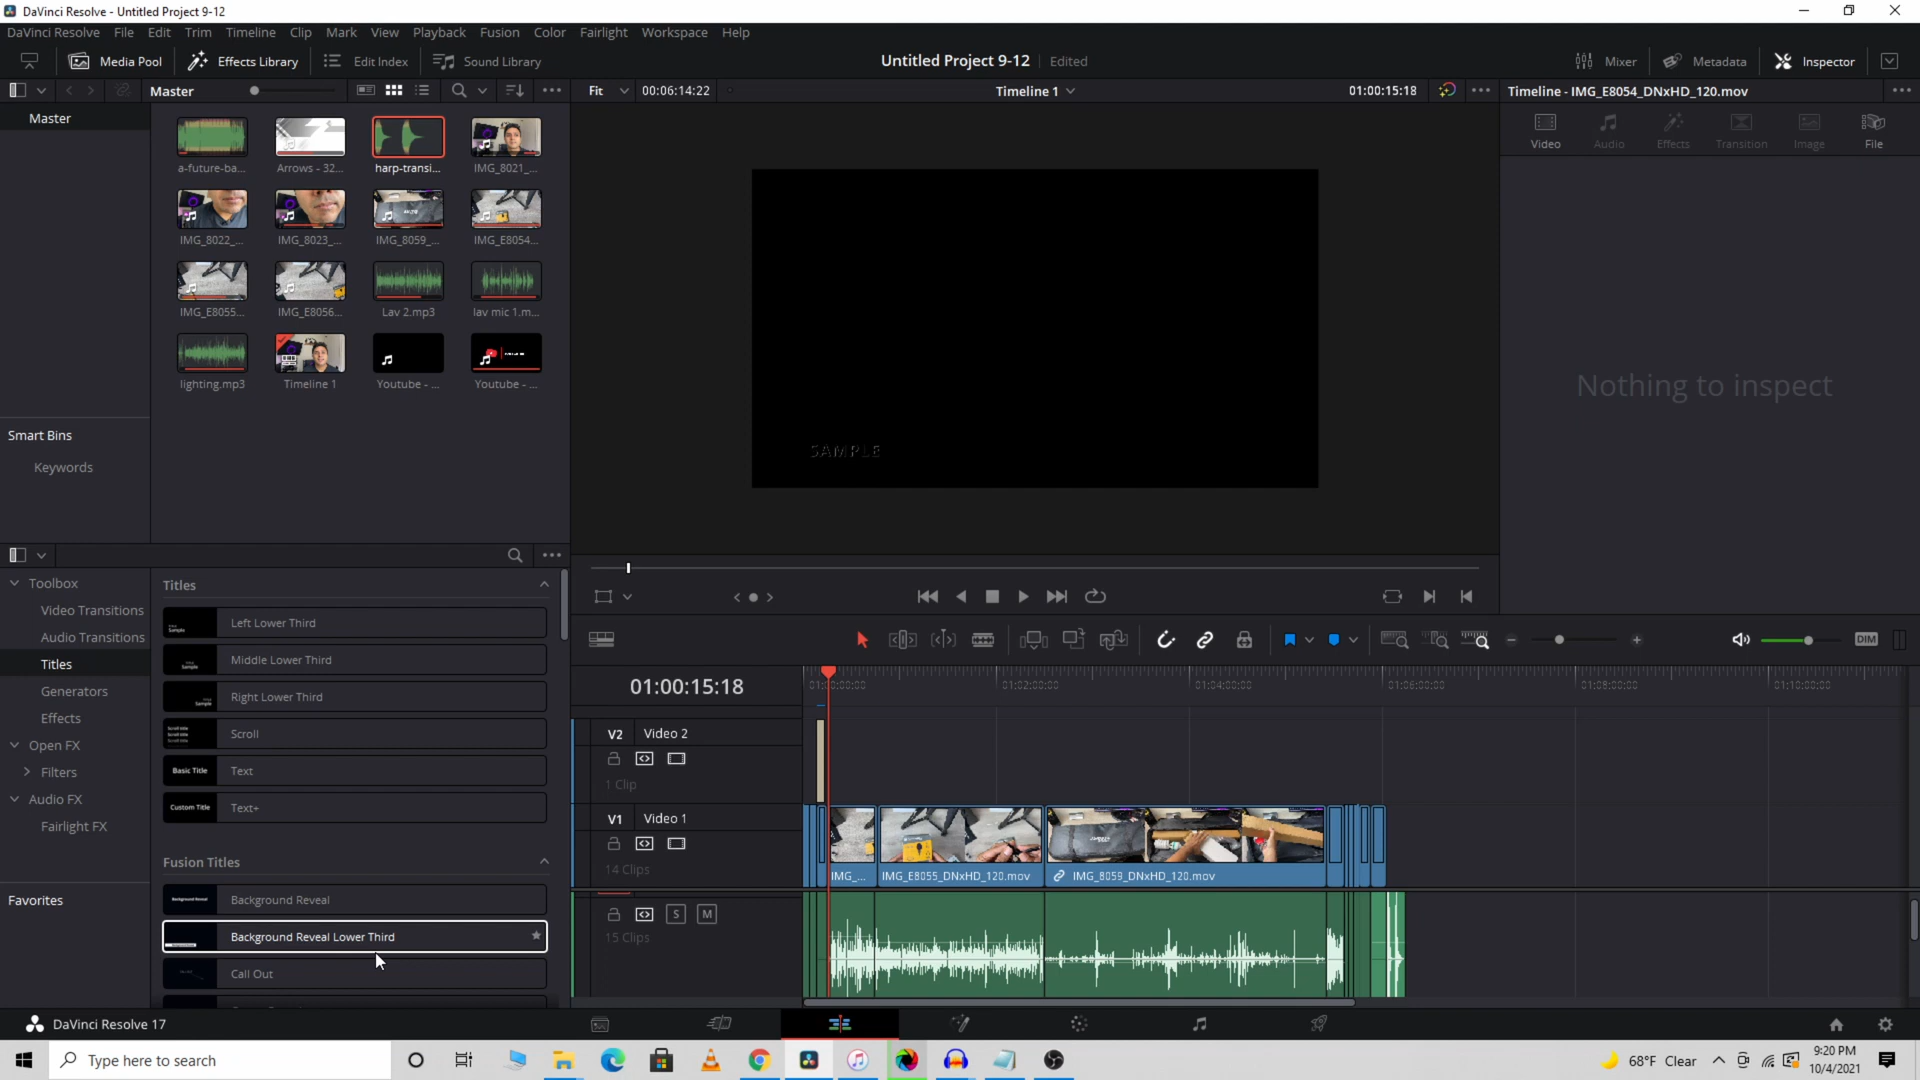 DaVinci Resolve - Untitled Project 9-12
DaVinci Resolve File Edit Trim Timeline Clip Mark View Playback Fusion Color Fairlight Workspace Help
Media Pool Effects Library Edit Index Sound Library Untitled Project 9-12 Edited Mixer Metadata Inspector
Master Fit 00:06:14:22 Timeline 1 01:00:15:18 Timeline - IMG_E8054_DNxHD_120.mov
Master
Video Audio Effects Transition Image File
a-future-ba... Arrows - 32... harp-transi... IMG_8021_...
IMG_8022_... IMG_8023_... IMG_8059_... IMG_E8054...
IMG_E8055... IMG_E8056... Lav 2.mp3 lav mic 1.m...
lighting.mp3 Timeline 1 Youtube - ... Youtube - ...
Nothing to inspect
SAMPLE
Smart Bins
Keywords
Toolbox
Video Transitions
Audio Transitions
Titles
Generators
Effects
Open FX
Filters
Audio FX
Fairlight FX
Favorites
Titles
Left Lower Third
Middle Lower Third
Right Lower Third
Scroll
Basic Title Text
Custom Title Text+
Fusion Titles
Background Reveal
Background Reveal Lower Third
Call Out
DIM
01:00:15:18 01:00:00:00 01:02:00:00 01:04:00:00 01:06:00:00 01:08:00:00 01:10:00:00
V2 Video 2
1 Clip
V1 Video 1
14 Clips
IMG_... IMG_E8055_DNxHD_120.mov IMG_8059_DNxHD_120.mov
S M
15 Clips
DaVinci Resolve 17
Type here to search
68°F Clear
9:20 PM
10/4/2021